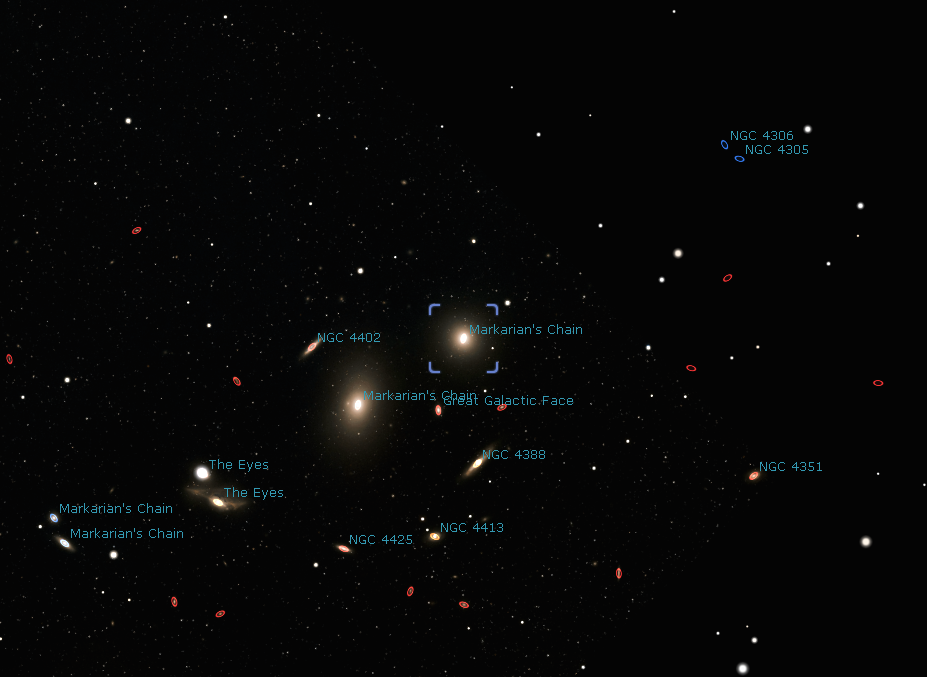 NGC 4306
NGC 4305
Markarian's Chain
NGC 4402
Markarian's Chain
Great Galactic Face
NGC 4388
The Eyes
NGC 4351
The Eyes
Markarian's Chain
NGC 4413
Markarian's Chain
NGC 4425